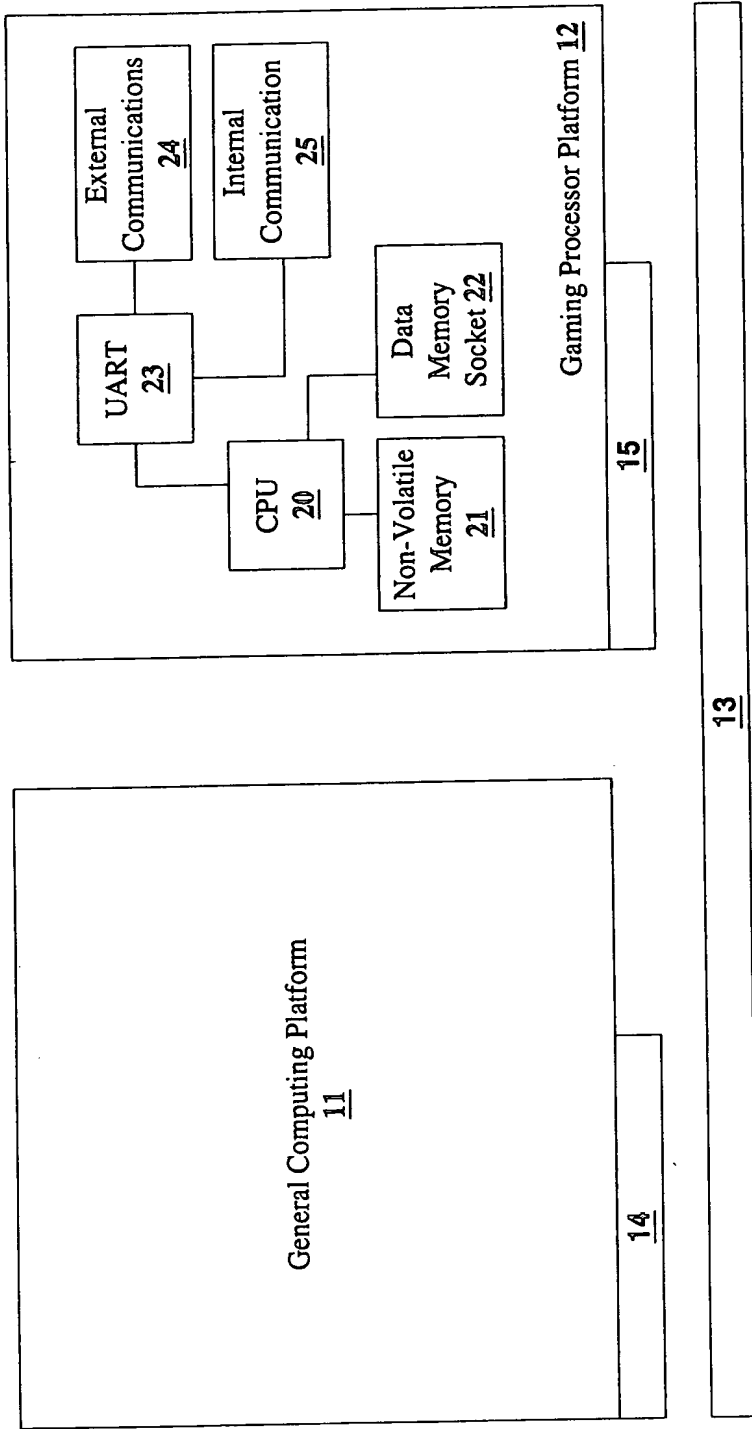 General Computing Platform
11
14
External
Communications
24
Internal
Communication
25
UART
23
CPU
20
Data
Memory
Socket 22
Non-Volatile
Memory
21
Gaming Processor Platform 12
15
13